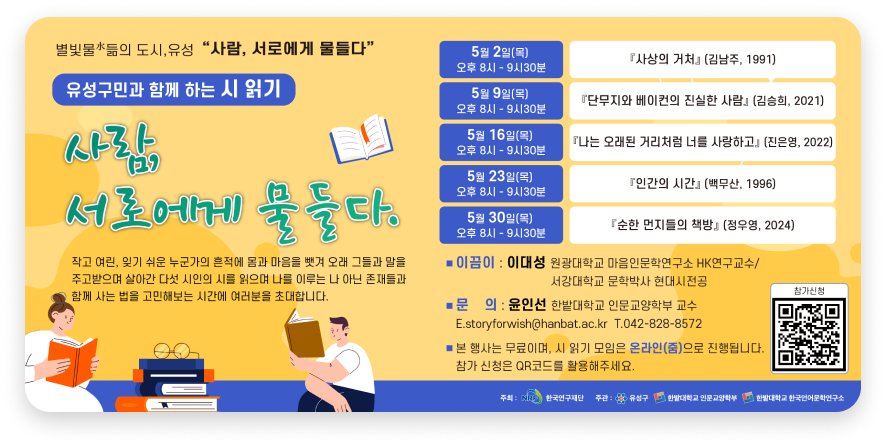 별빛물水듦의 도시,유성 “사람, 서로에게 물들다”
유성구민과 함께 하는 시 읽기
사람,
서로에게 물들다.
작고 여린, 잊기 쉬운 누군가의 흔적에 몸과 마음을 뺏겨 오래 그들과 말을
주고받으며 살아간 다섯 시인의 시를 읽으며 나를 이루는 나 아닌 존재들과
함께 사는 법을 고민해보는 시간에 여러분을 초대합니다.
5월 2일(목)
오후 8시 - 9시30분
『사상의 거처』 (김남주, 1991)
5월 9일(목)
오후 8시 - 9시30분
『단무지와 베이컨의 진실한 사람』 (김승희, 2021)
5월 16일(목)
오후 8시 - 9시30분
『나는 오래된 거리처럼 너를 사랑하고』 (진은영, 2022)
5월 23일(목)
오후 8시 - 9시30분
『인간의 시간』 (백무산, 1996)
5월 30일(목)
오후 8시 - 9시30분
『순한 먼지들의 책방』 (정우영, 2024)
■ 이끔이 : 이대성 원광대학교 마음인문학연구소 HK연구교수/
서강대학교 문학박사 현대시전공
■ 문 의 : 윤인선 한밭대학교 인문교양학부 교수
E.storyforwish@hanbat.ac.kr T.042-828-8572
■ 본 행사는 무료이며, 시 읽기 모임은 온라인(줌)으로 진행됩니다.
참가 신청은 QR코드를 활용해주세요.
참가신청
주최 : 한국연구재단 주관 : 유성구 한밭대학교 인문교양학부 한밭대학교 한국언어문학연구소